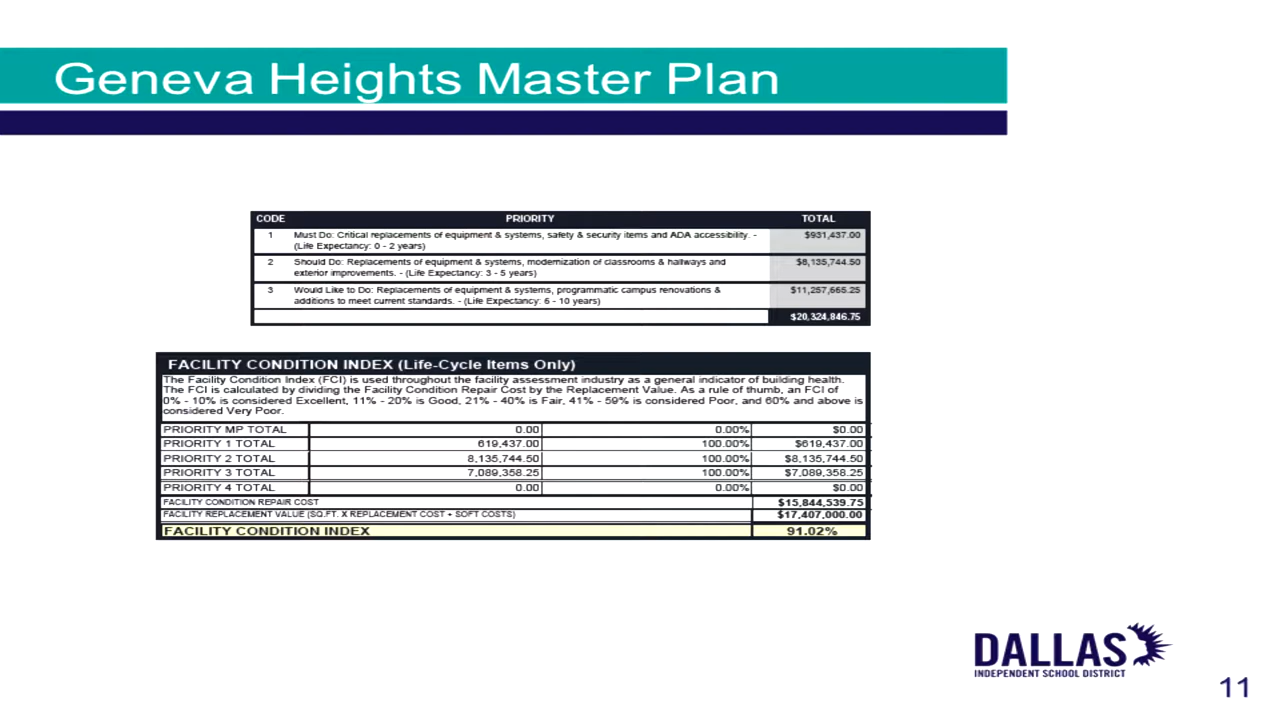 Geneva Heights Master Plan
CODE PRIORITY TOTAL
1 Must Do: Critical replacements of equipment & systems, safety & security items and ADA accessibility. - $931,437.00
(Life Expectancy: 0 - 2 years)
2 Should Do: Replacements of equipment & systems, modernization of classrooms & hallways and $8,135,744.50
exterior improvements. - (Life Expectancy: 3 - 5 years)
3 Would Like to Do: Replacements of equipment & systems, programmatic campus renovations & $11,257,665.25
additions to meet current standards. - (Life Expectancy: 6 - 10 years)
$20,324,846.75
FACILITY CONDITION INDEX (Life-Cycle Items Only)
The Facility Condition Index (FCI) is used throughout the facility assessment industry as a general indicator of building health.
The FCI is calculated by dividing the Facility Condition Repair Cost by the Replacement Value. As a rule of thumb, an FCI of
0% - 10% is considered Excellent, 11% - 20% is Good, 21% - 40% is Fair, 41% - 59% is considered Poor, and 60% and above is
considered Very Poor.
PRIORITY MP TOTAL 0.00 0.00% $0.00
PRIORITY 1 TOTAL 619,437.00 100.00% $619,437.00
PRIORITY 2 TOTAL 8,135,744.50 100.00% $8,135,744.50
PRIORITY 3 TOTAL 7,089,358.25 100.00% $7,089,358.25
PRIORITY 4 TOTAL 0.00 0.00% $0.00
FACILITY CONDITION REPAIR COST $15,844,539.75
FACILITY REPLACEMENT VALUE (SQ.FT. X REPLACEMENT COST + SOFT COSTS) $17,407,000.00
FACILITY CONDITION INDEX 91.02%
DALLAS
INDEPENDENT SCHOOL DISTRICT
11